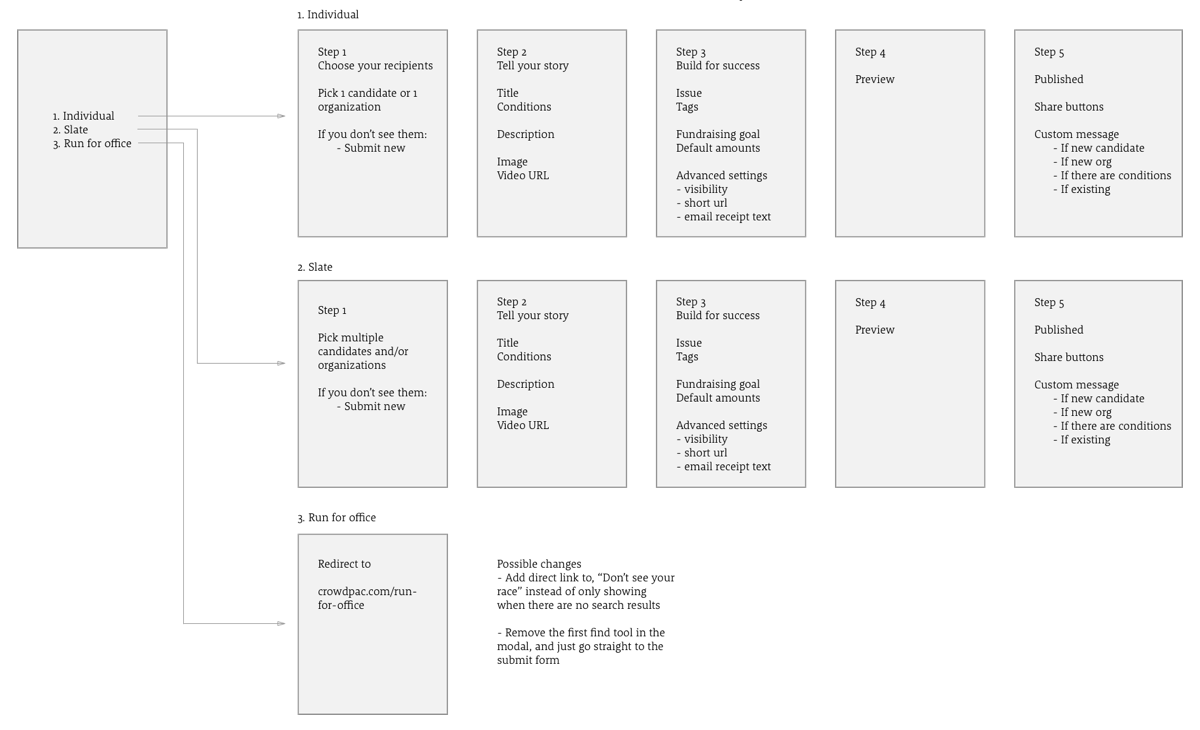 1. Individual
2. Slate
3. Run for office
1. Individual
Step 1
Choose your recipients
Pick 1 candidate or 1
organization
If you don't see them:
- Submit new
Step 2
Tell your story
Title
Conditions
Description
Image
Video URL
Step 3
Build for success
Issue
Tags
Fundraising goal
Default amounts
Advanced settings
- visibility
- short url
- email receipt text
Step 4
Preview
Step 5
Published
Share buttons
Custom message
- If new candidate
- If new org
- If there are conditions
- If existing
2. Slate
Step 1
Pick multiple
candidates and/or
organizations
If you don't see them:
- Submit new
Step 2
Tell your story
Title
Conditions
Description
Image
Video URL
Step 3
Build for success
Issue
Tags
Fundraising goal
Default amounts
Advanced settings
- visibility
- short url
- email receipt text
Step 4
Preview
Step 5
Published
Share buttons
Custom message
- If new candidate
- If new org
- If there are conditions
- If existing
3. Run for office
Redirect to
crowdpac.com/run-
for-office
Possible changes
- Add direct link to, “Don't see your
race” instead of only showing
when there are no search results
- Remove the first find tool in the
modal, and just go straight to the
submit form